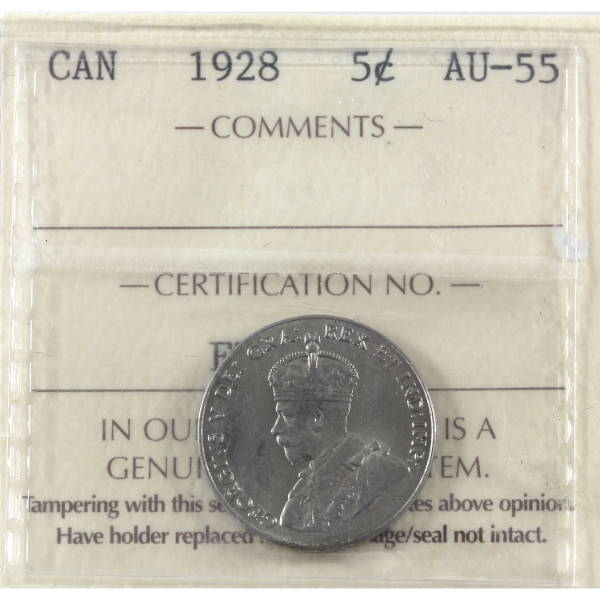 CAN 1928 5¢ AU-55
— COMMENTS —
— CERTIFICATION NO. —
GEORGIVS V DEI GRA: REX ET IND:IMP:
IN OU IS A
GENUI TEM.
Tampering with this se es above opinion.
Have holder replaced age/seal not intact.